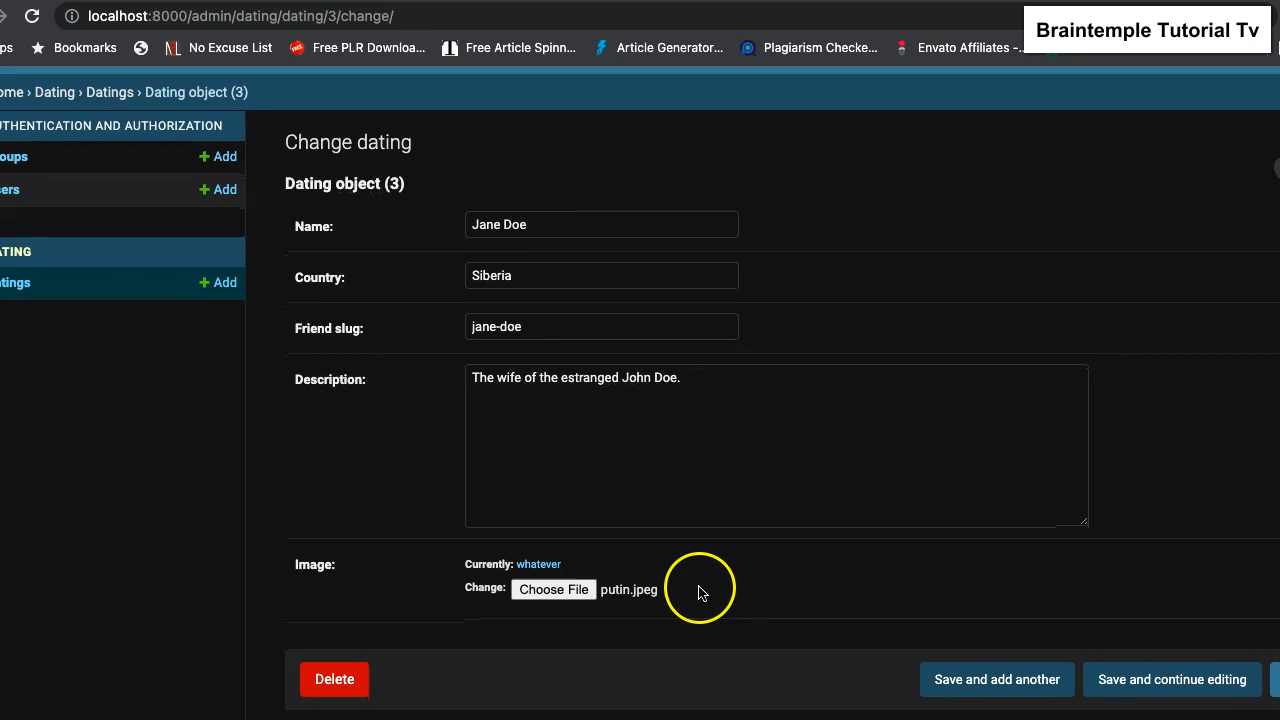 localhost:8000/admin/dating/dating/3/change/
Braintemple Tutorial Tv
ps Bookmarks No Excuse List Free PLR Downloa... Free Article Spinn... Article Generator... Plagiarism Checke... Envato Affiliates -...
ome › Dating › Datings › Dating object (3)
UTHENTICATION AND AUTHORIZATION
oups + Add
sers + Add
ATING
atings + Add
Change dating
Dating object (3)
Name: Jane Doe
Country: Siberia
Friend slug: jane-doe
Description: The wife of the estranged John Doe.
Image: Currently: whatever
Change: Choose File putin.jpeg
Delete Save and add another Save and continue editing